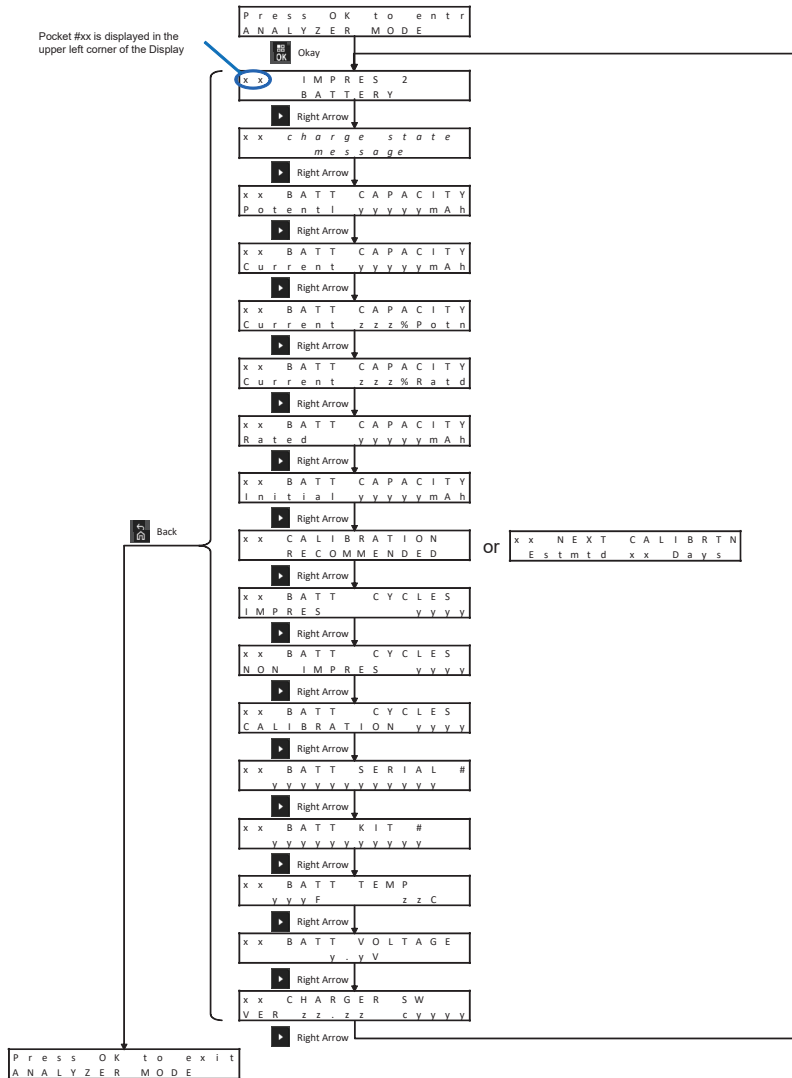 Press OK to entr
ANALYZER MODE
Pocket #xx is displayed in the
upper left corner of the Display
OK
Okay
xx IMPRES 2
BATTERY
Right Arrow
xx charge state
message
Right Arrow
xx BATT CAPACITY
Potentl yyyyymAh
Right Arrow
xx BATT CAPACITY
Current yyyyymAh
Right Arrow
xx BATT CAPACITY
Current zzz%Potn
Right Arrow
xx BATT CAPACITY
Current zzz%Ratd
Right Arrow
xx BATT CAPACITY
Rated yyyyymAh
Right Arrow
xx BATT CAPACITY
Initial yyyyymAh
Right Arrow
Back
xx CALIBRATION
RECOMMENDED
or
xx NEXT CALIBRTN
Estmtd xx Days
Right Arrow
xx BATT CYCLES
IMPRES yyyy
Right Arrow
xx BATT CYCLES
NON IMPRES yyyy
Right Arrow
xx BATT CYCLES
CALIBRATION yyyy
Right Arrow
xx BATT SERIAL #
yyyyyyyyyyyy
Right Arrow
xx BATT KIT #
yyyyyyyyyyy
Right Arrow
xx BATT TEMP
yyyF zzC
Right Arrow
xx BATT VOLTAGE
y.yV
Right Arrow
xx CHARGER SW
VER zz.zz cyyyy
Right Arrow
Press OK to exit
ANALYZER MODE